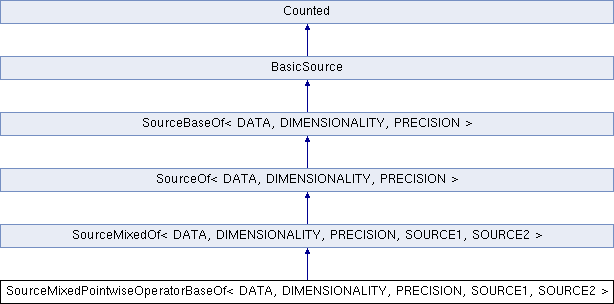 Counted
BasicSource
SourceBaseOf< DATA, DIMENSIONALITY, PRECISION >
SourceOf< DATA, DIMENSIONALITY, PRECISION >
SourceMixedOf< DATA, DIMENSIONALITY, PRECISION, SOURCE1, SOURCE2 >
SourceMixedPointwiseOperatorBaseOf< DATA, DIMENSIONALITY, PRECISION, SOURCE1, SOURCE2 >